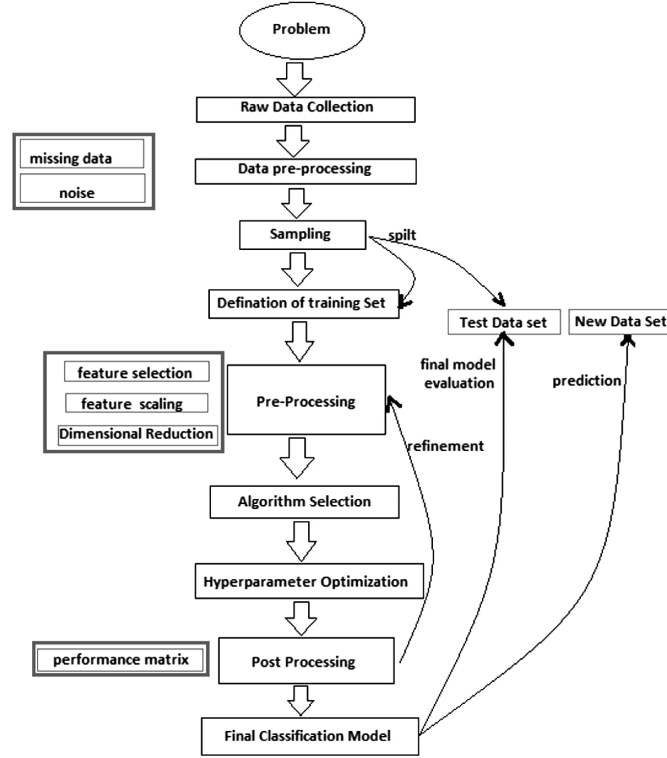 Problem
Raw Data Collection
missing data
noise
Data pre-processing
Sampling
spilt
Defination of training Set
Test Data set
New Data Set
feature selection
feature scaling
Dimensional Reduction
Pre-Processing
final model
evaluation
prediction
refinement
Algorithm Selection
Hyperparameter Optimization
performance matrix
Post Processing
Final Classification Model